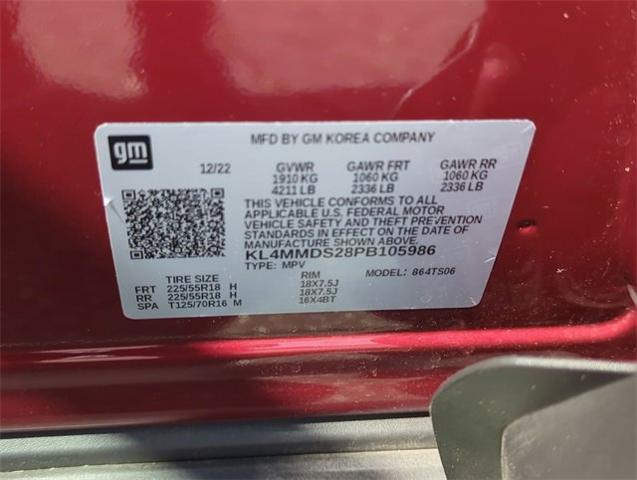 MFD BY GM KOREA COMPANY
gm
12/22 GVWR GAWR FRT GAWR RR
1910 KG 1060 KG 1060 KG
4211 LB 2336 LB 2336 LB
THIS VEHICLE CONFORMS TO ALL
APPLICABLE U.S. FEDERAL MOTOR
VEHICLE SAFETY AND THEFT PREVENTION
STANDARDS IN EFFECT ON THE DATE OF
MANUFACTURE SHOWN ABOVE.
KL4MMDS28PB105986
TYPE: MPV MODEL: 864TS06
TIRE SIZE RIM
FRT 225/55R18 H 18X7.5J
RR 225/55R18 H 18X7.5J
SPA T125/70R16 M 16X4BT